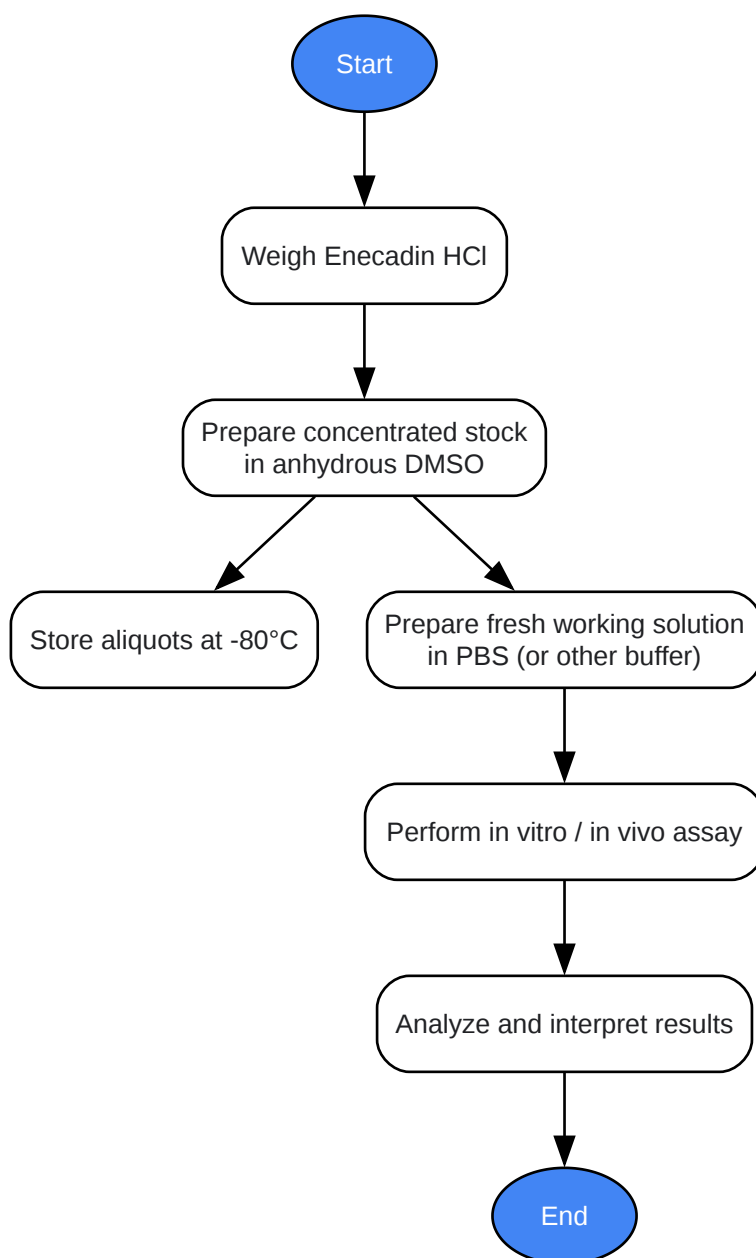 Start
Weigh Enecadin HCl
Prepare concentrated stock
in anhydrous DMSO
Store aliquots at -80°C
Prepare fresh working solution
in PBS (or other buffer)
Perform in vitro / in vivo assay
Analyze and interpret results
End